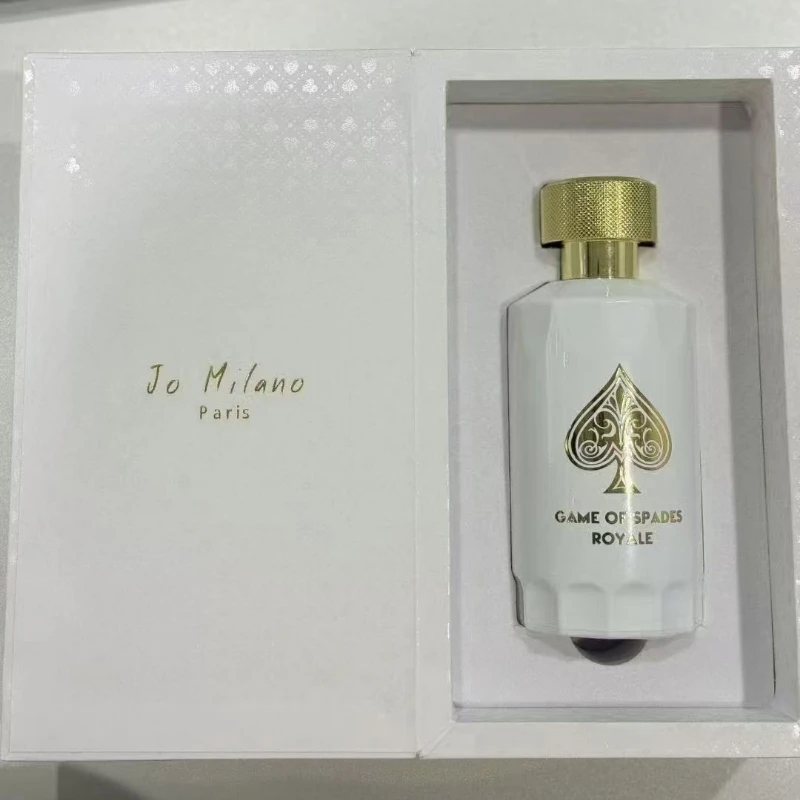 Jo Milano
Paris
GAME OF SPADES
ROYALE